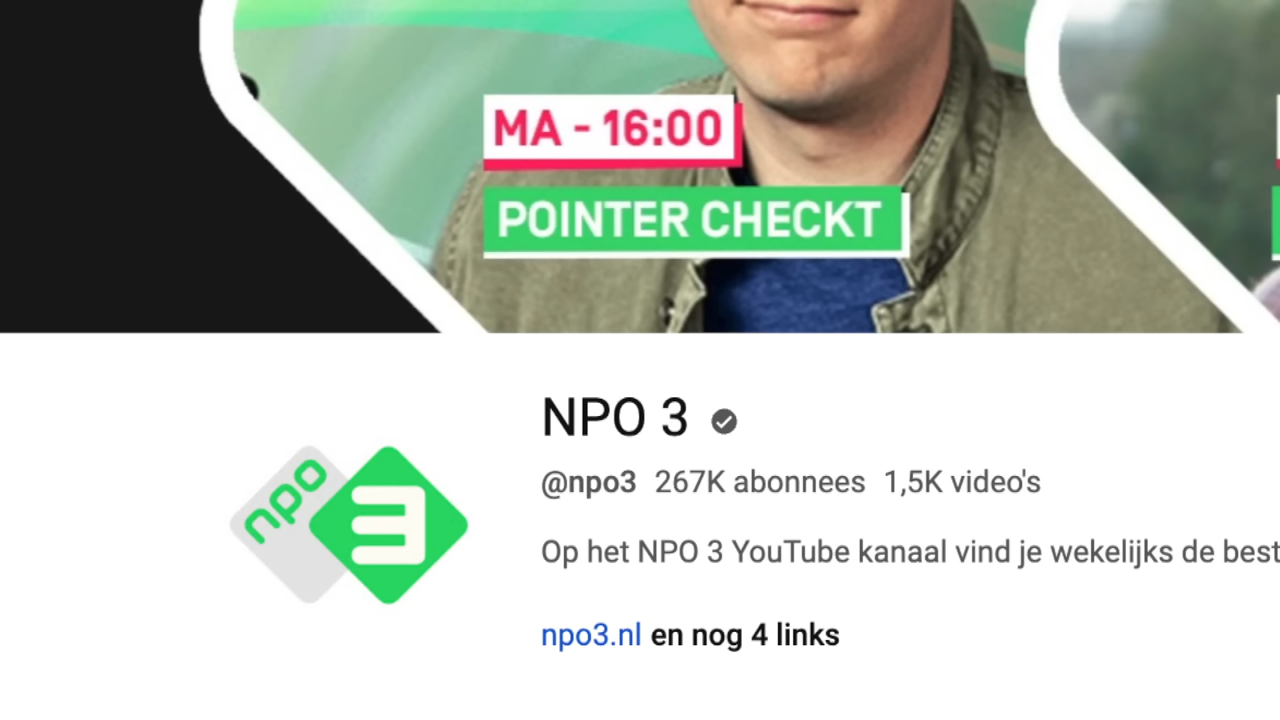 MA - 16:00
POINTER CHECKT
NPO 3
npo
3
@npo3 267K abonnees 1,5K video's
Op het NPO 3 YouTube kanaal vind je wekelijks de best
npo3.nl en nog 4 links